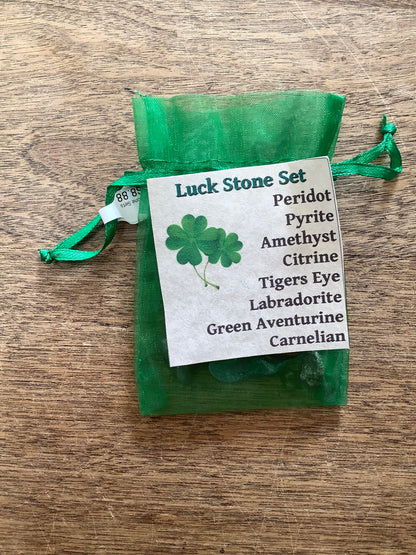 Luck Stone Set
Peridot
Pyrite
Amethyst
Citrine
Tigers Eye
Labradorite
Green Aventurine
Carnelian